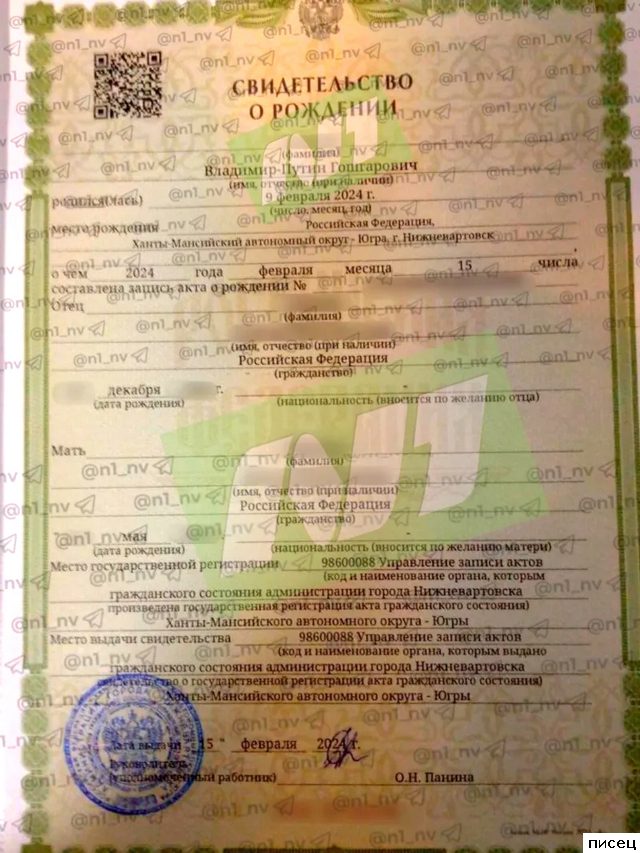 СВИДЕТЕЛЬСТВО
О РОЖДЕНИИ
(фамилия)
Владимир-Путин Гошгарович
(имя, отчество (при наличии)
родился(лась) 9 февраля 2024 г.
(число, месяц, год)
место рождения Российская Федерация,
Ханты-Мансийский автономный округ - Югра, г. Нижневартовск
о чем 2024 года февраля месяца 15 числа
составлена запись акта о рождении №
Отец
(фамилия)
(имя, отчество (при наличии)
Российская Федерация
(гражданство)
декабря г. -
(дата рождения) (национальность (вносится по желанию отца)
Мать
(фамилия)
(имя, отчество (при наличии)
Российская Федерация
(гражданство)
мая -
(дата рождения) (национальность (вносится по желанию матери)
Место государственной регистрации 98600088 Управление записи актов
(код и наименование органа, которым
гражданского состояния администрации города Нижневартовска
произведена государственная регистрация акта гражданского состояния)
Ханты-Мансийского автономного округа - Югры
Место выдачи свидетельства 98600088 Управление записи актов
(код и наименование органа, которым выдано
гражданского состояния администрации города Нижневартовска
свидетельство о государственной регистрации акта гражданского состояния)
Ханты-Мансийского автономного округа - Югры
Дата выдачи 15 " февраля 2024 г.
Руководитель
(уполномоченный работник) О.Н. Панина
@n1_nv
писец